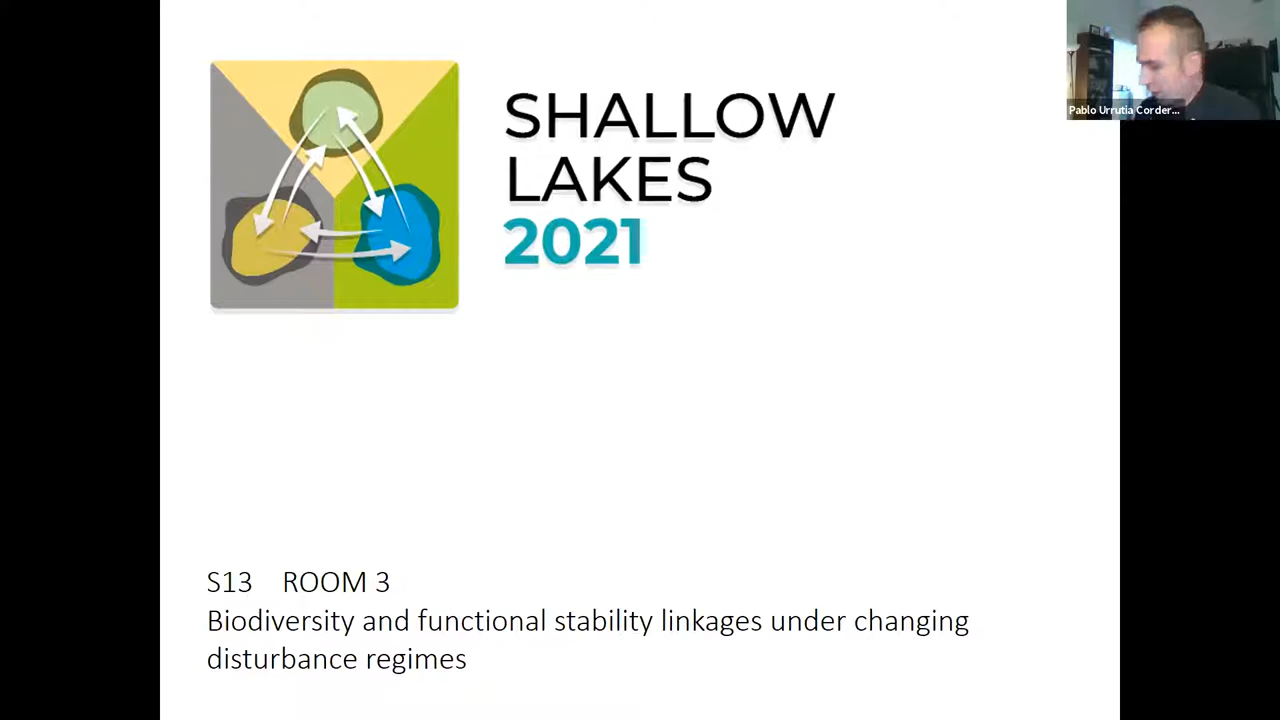 SHALLOW
LAKES
2021
Pablo Urrutia Corder...
S13 ROOM 3
Biodiversity and functional stability linkages under changing
disturbance regimes